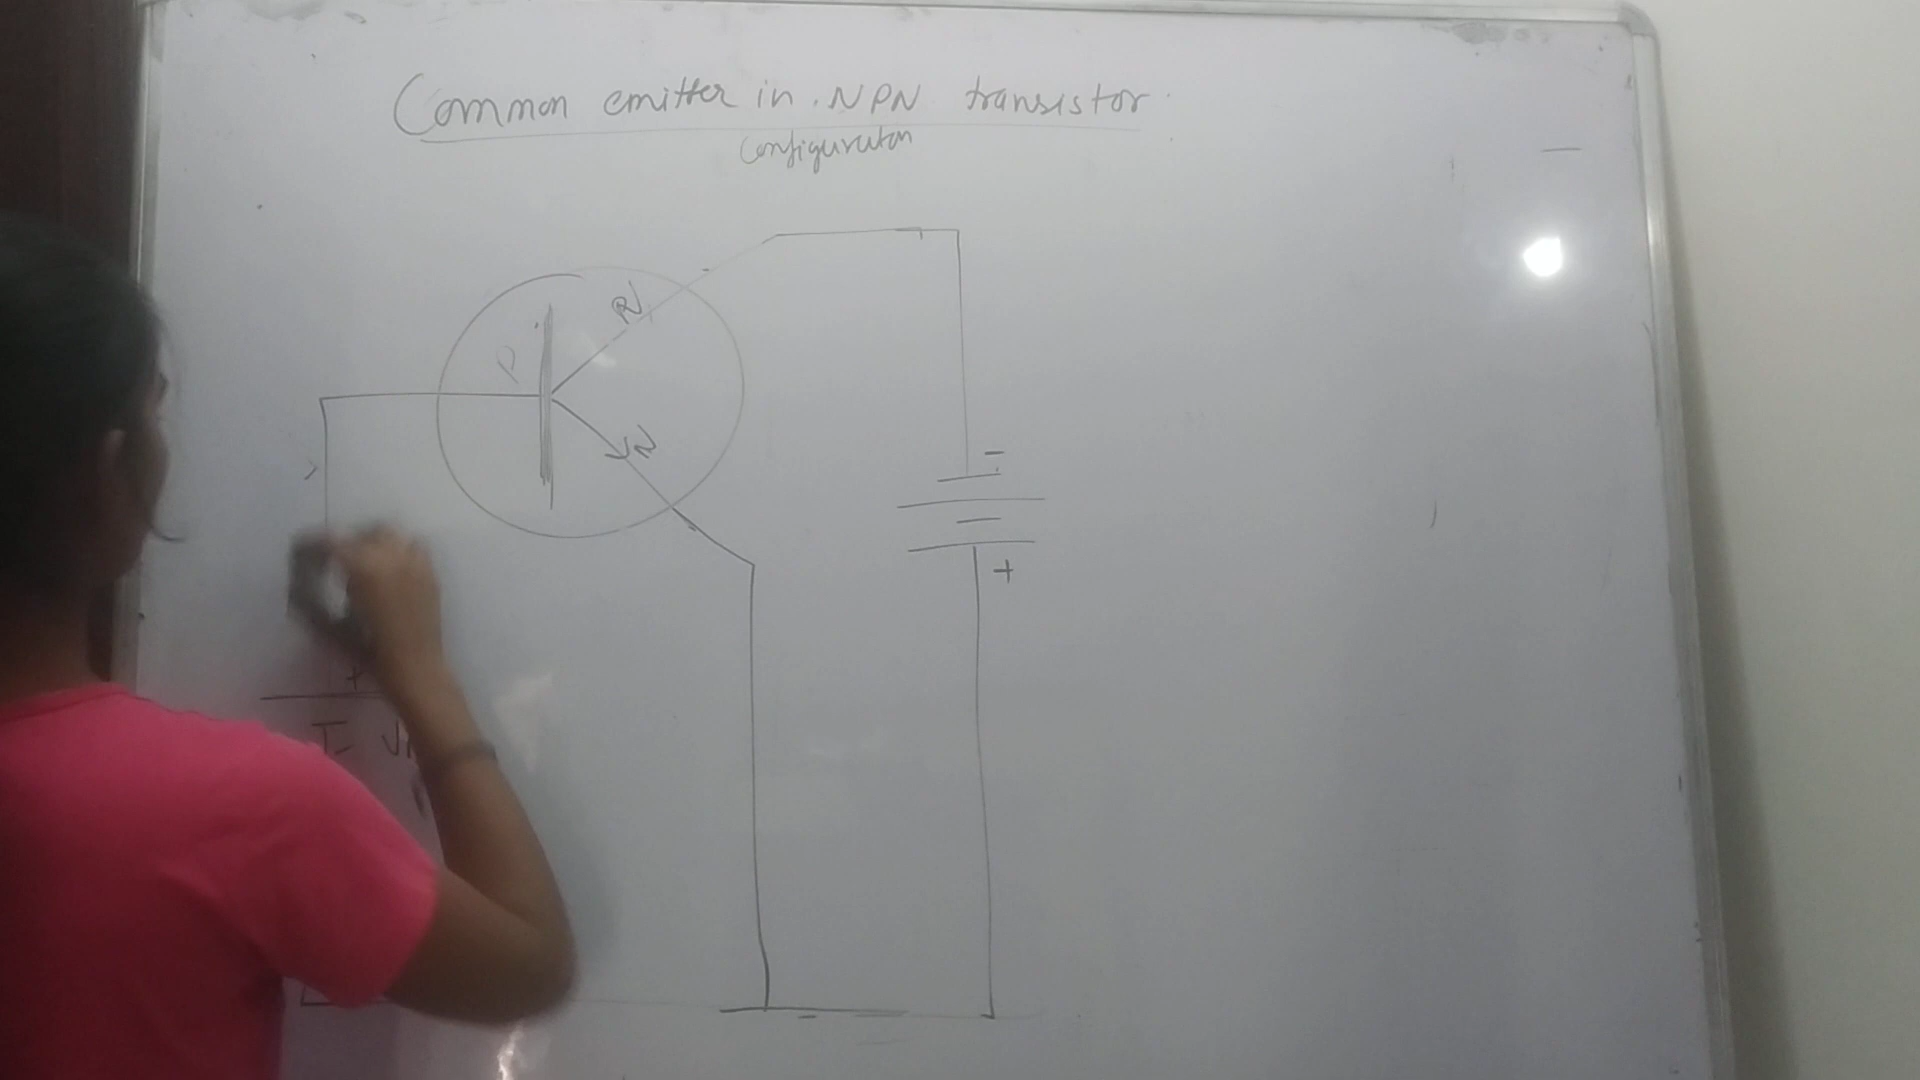 Common emitter in NPN transistor
configuration
N
P
N
-
+
+